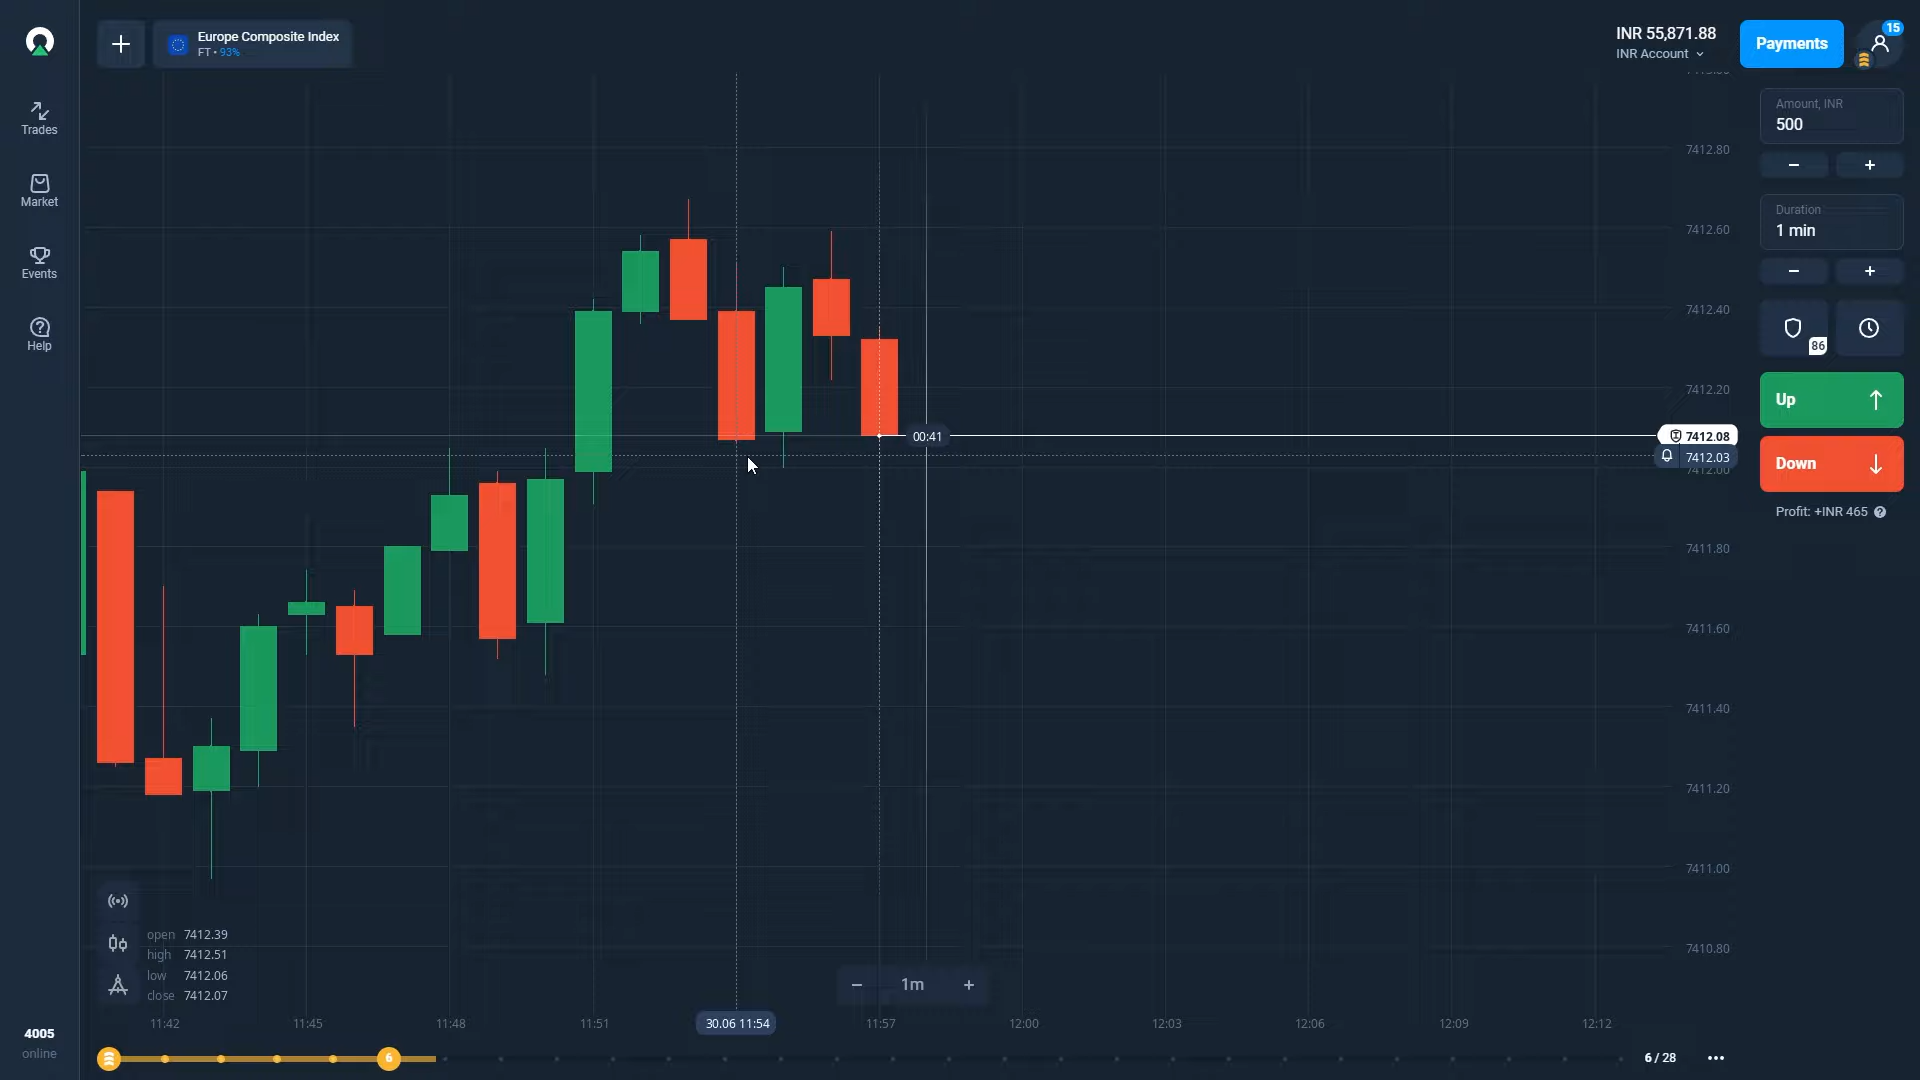 Europe Composite Index
FT • 93%
INR 55,871.88
INR Account
Payments
15
Trades
Market
Events
Help
Amount, INR
500
Duration
1 min
86
Up
Down
Profit: +INR 465
7412.80
7412.60
7412.40
7412.20
00:41
7412.08
7412.03
7412.00
7411.80
7411.60
7411.40
7411.20
7411.00
7410.80
open 7412.39
high 7412.51
low 7412.06
close 7412.07
1m
11:42
11:45
11:48
11:51
30.06 11:54
11:57
12:00
12:03
12:06
12:09
12:12
4005
online
6
6 / 28